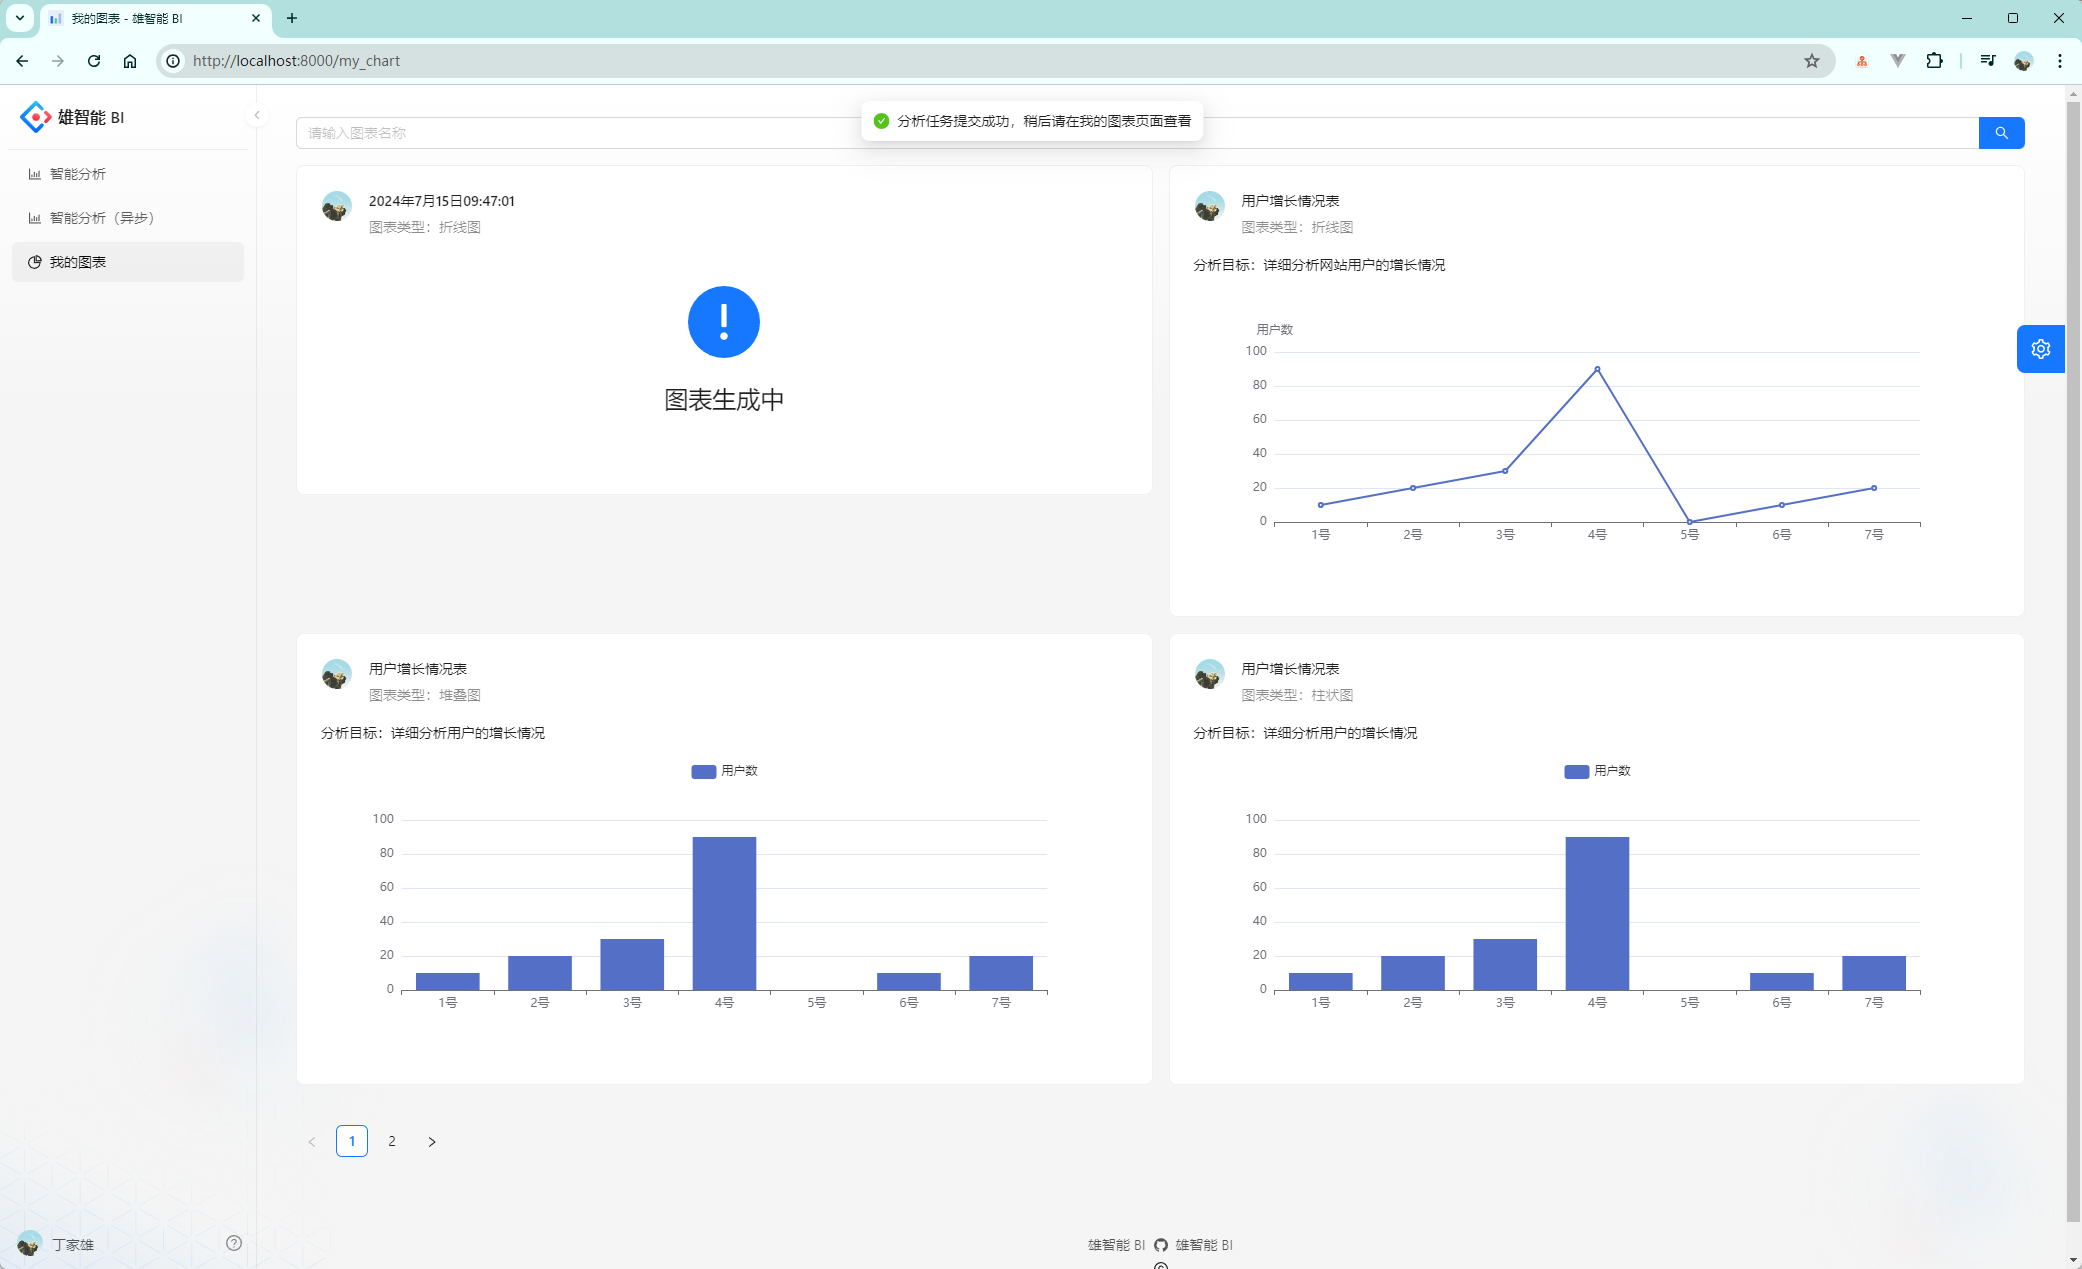 我的图表 - 雄智能 BI
http://localhost:8000/my_chart
雄智能 BI
智能分析
智能分析（异步）
我的图表
分析任务提交成功，稍后请在我的图表页面查看
请输入图表名称
2024年7月15日09:47:01
图表类型：折线图
图表生成中
用户增长情况表
图表类型：折线图
分析目标：详细分析网站用户的增长情况
用户数
100
80
60
40
20
0
1号 2号 3号 4号 5号 6号 7号
用户增长情况表
图表类型：堆叠图
分析目标：详细分析用户的增长情况
用户数
100
80
60
40
20
0
1号 2号 3号 4号 5号 6号 7号
用户增长情况表
图表类型：柱状图
分析目标：详细分析用户的增长情况
用户数
100
80
60
40
20
0
1号 2号 3号 4号 5号 6号 7号
1 2
丁家雄
雄智能 BI 雄智能 BI